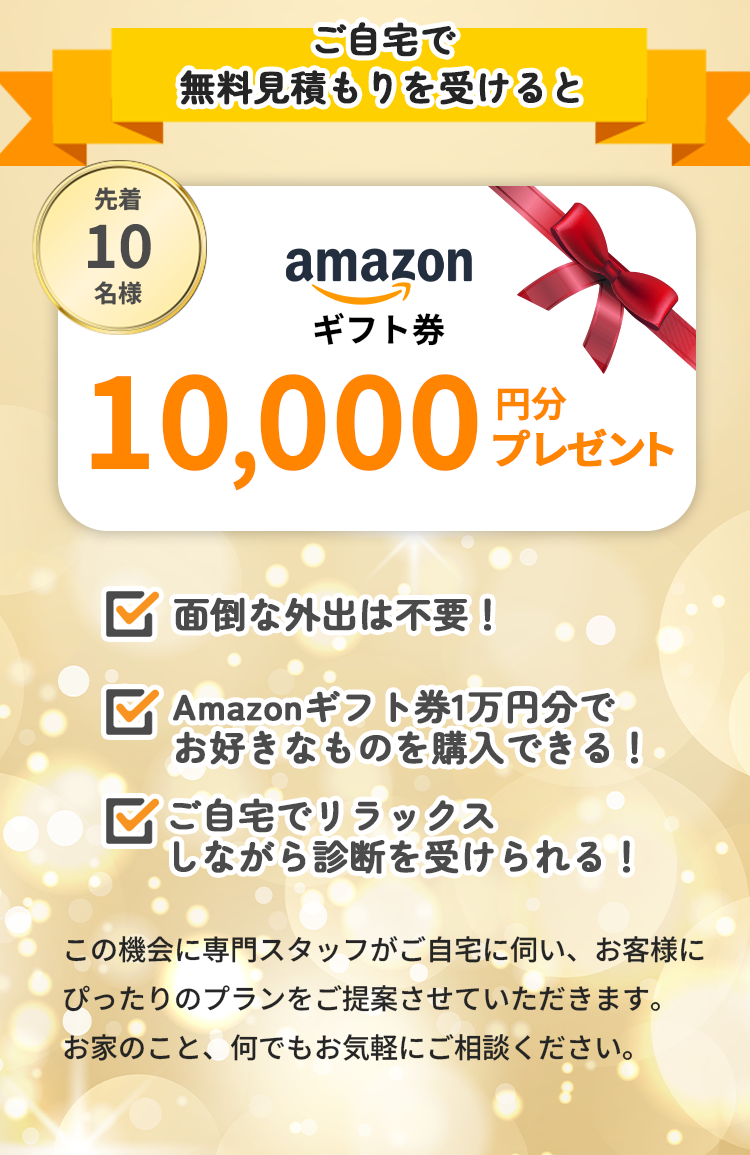 ご自宅で
無料見積もりを受けると
先着
10
名様
amazon
ギフト券
10,000
円分
プレゼント
面倒な外出は不要！
Amazonギフト券1万円分で
お好きなものを購入できる！
ご自宅でリラックス
しながら診断を受けられる！
この機会に専門スタッフがご自宅に伺い、お客様に
ぴったりのプランをご提案させていただきます。
お家のこと、何でもお気軽にご相談ください。